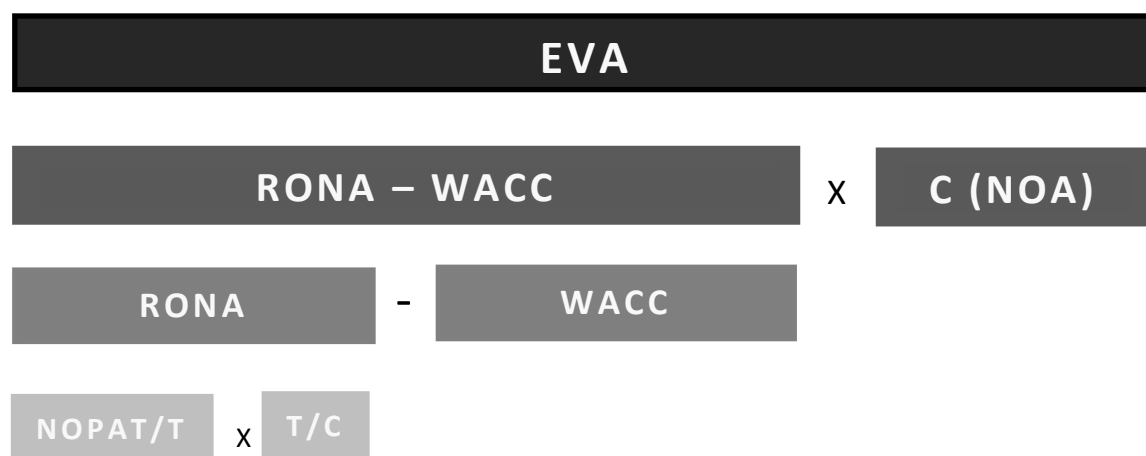 EVA
RONA – WACC x C (NOA)
RONA - WACC
NOPAT/T x T/C